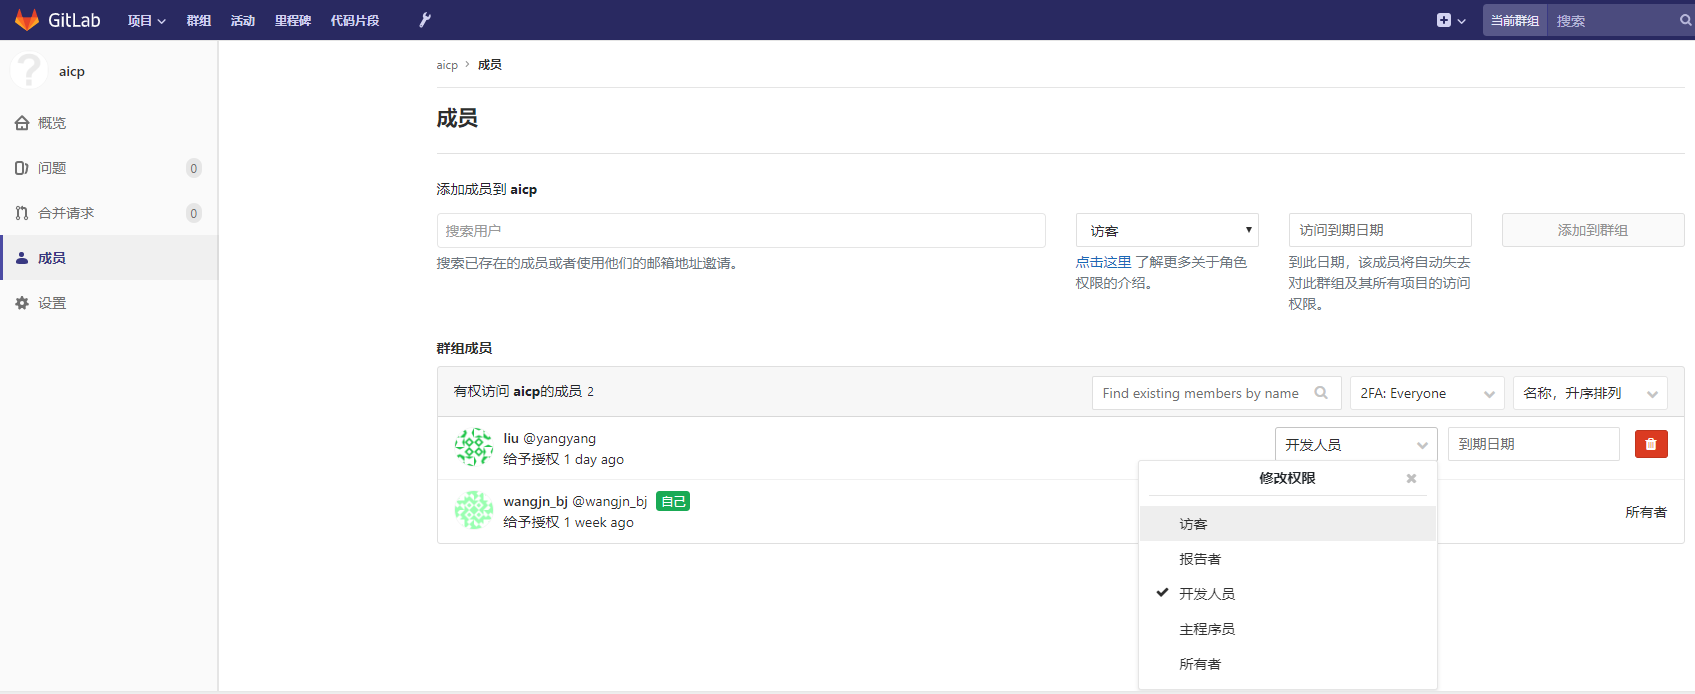 GitLab 项目 群组 活动 里程碑 代码片段 当前群组 搜索
aicp
概览
问题 0
合并请求 0
成员
设置
aicp › 成员
成员
添加成员到 aicp
搜索用户 访客 访问到期日期 添加到群组
搜索已存在的成员或者使用他们的邮箱地址邀请。
点击这里 了解更多关于角色
权限的介绍。
到此日期，该成员将自动失去
对此群组及其所有项目的访问
权限。
群组成员
有权访问 aicp的成员 2 Find existing members by name 2FA: Everyone 名称，升序排列
liu @yangyang
给予授权 1 day ago
开发人员 到期日期
wangjn_bj @wangjn_bj 自己
给予授权 1 week ago
所有者
修改权限
访客
报告者
开发人员
主程序员
所有者